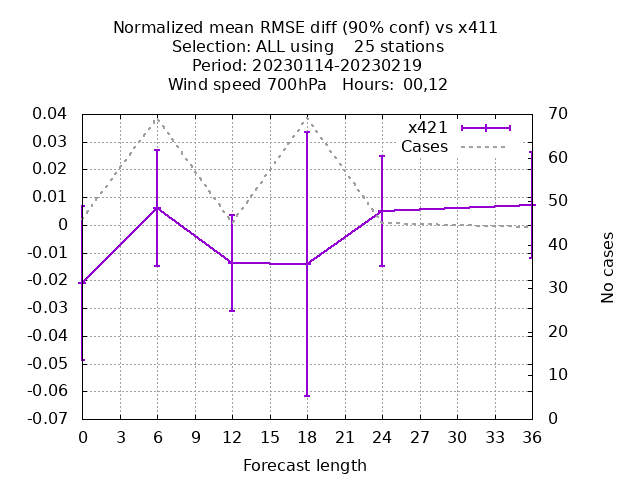 Normalized mean RMSE diff (90% conf) vs x411
Selection: ALL using    25 stations
Period: 20230114-20230219
Wind speed 700hPa   Hours:  00,12
x421
Cases
0.04
0.03
0.02
0.01
0
-0.01
-0.02
-0.03
-0.04
-0.05
-0.06
-0.07
70
60
50
40
30
20
10
0
No cases
0 3 6 9 12 15 18 21 24 27 30 33 36
Forecast length